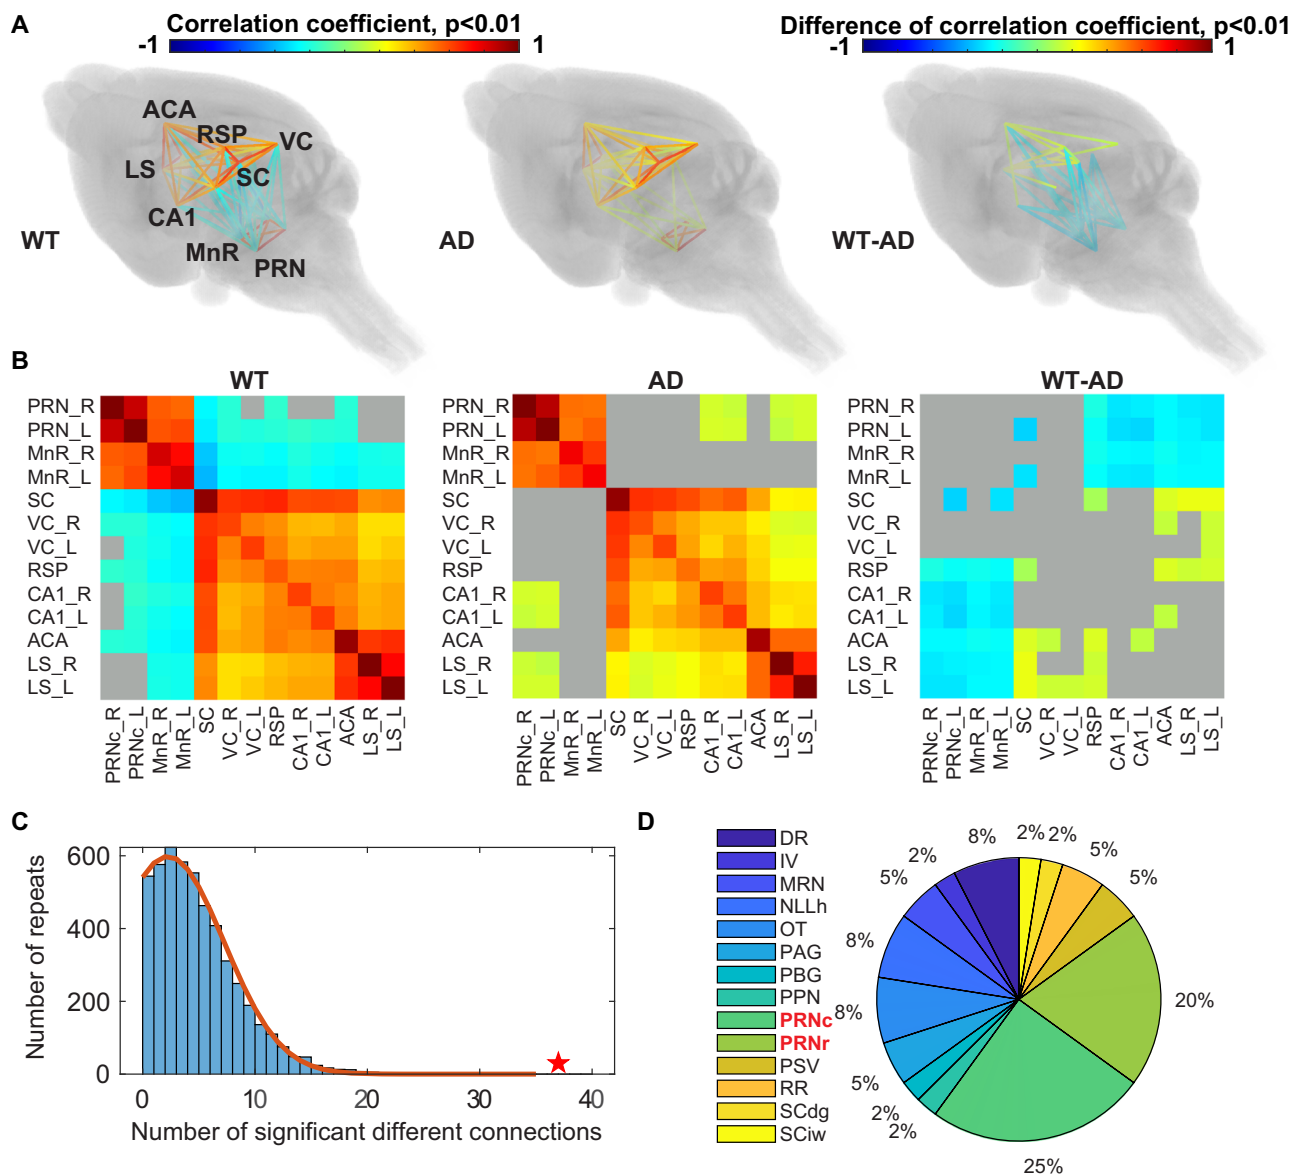 A
Correlation coefficient, p<0.01
-1
1
Difference of correlation coefficient, p<0.01
-1
1
ACA
RSP
VC
LS
SC
CA1
MnR
PRN
WT
AD
WT-AD
B
WT
PRN_R
PRN_L
MnR_R
MnR_L
SC
VC_R
VC_L
RSP
CA1_R
CA1_L
ACA
LS_R
LS_L
PRNc_R
PRNc_L
MnR_R
MnR_L
SC
VC_R
VC_L
RSP
CA1_R
CA1_L
ACA
LS_R
LS_L
AD
PRN_R
PRN_L
MnR_R
MnR_L
SC
VC_R
VC_L
RSP
CA1_R
CA1_L
ACA
LS_R
LS_L
PRNc_R
PRNc_L
MnR_R
MnR_L
SC
VC_R
VC_L
RSP
CA1_R
CA1_L
ACA
LS_R
LS_L
WT-AD
PRN_R
PRN_L
MnR_R
MnR_L
SC
VC_R
VC_L
RSP
CA1_R
CA1_L
ACA
LS_R
LS_L
PRNc_R
PRNc_L
MnR_R
MnR_L
SC
VC_R
VC_L
RSP
CA1_R
CA1_L
ACA
LS_R
LS_L
C
Number of repeats
600
400
200
0
0
10
20
30
40
Number of significant different connections
D
DR
IV
MRN
NLLh
OT
PAG
PBG
PPN
PRNc
PRNr
PSV
RR
SCdg
SCiw
8%
2%
5%
8%
8%
5%
2%
2%
25%
20%
5%
5%
2%
2%